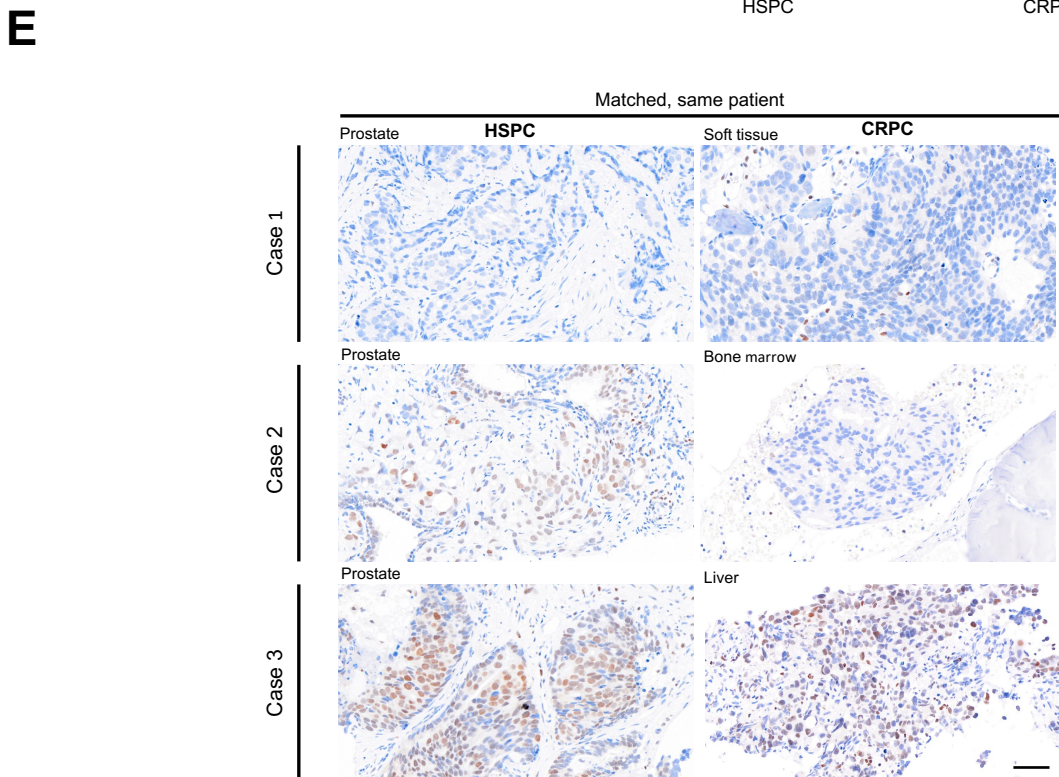 HSPC CRP
E
Matched, same patient
Prostate HSPC Soft tissue CRPC
Case 1
Prostate Bone marrow
Case 2
Prostate Liver
Case 3